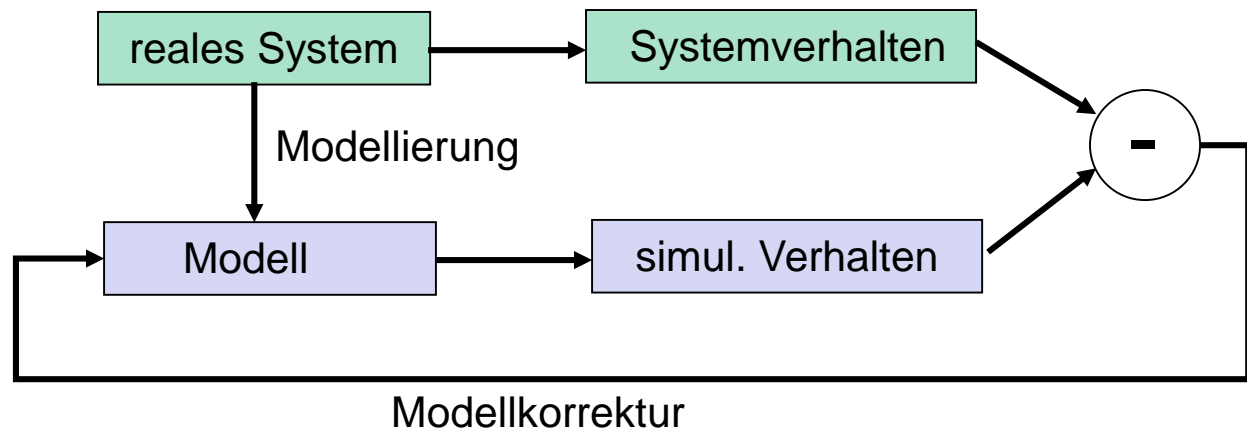 reales System
Systemverhalten
Modellierung
-
Modell
simul. Verhalten
Modellkorrektur